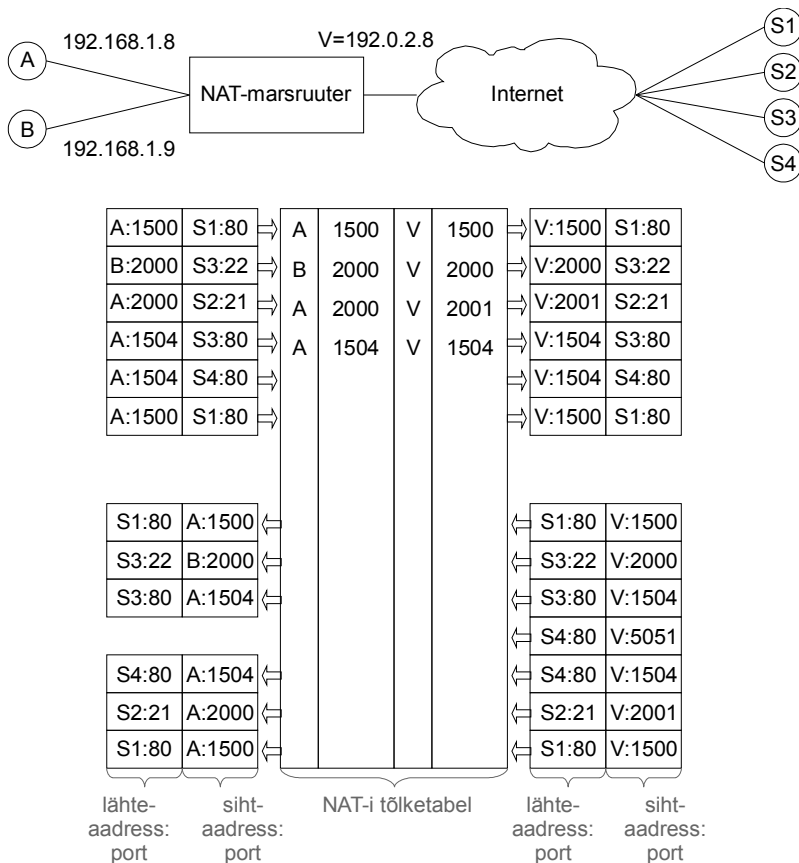 192.168.1.8 V=192.0.2.8 S1
A
NAT-marsruuter Internet S2
B S3
192.168.1.9 S4
A:1500 S1:80 A 1500 V 1500 V:1500 S1:80
B:2000 S3:22 B 2000 V 2000 V:2000 S3:22
A:2000 S2:21 A 2000 V 2001 V:2001 S2:21
A:1504 S3:80 A 1504 V 1504 V:1504 S3:80
A:1504 S4:80 V:1504 S4:80
A:1500 S1:80 V:1500 S1:80
S1:80 A:1500 S1:80 V:1500
S3:22 B:2000 S3:22 V:2000
S3:80 A:1504 S3:80 V:1504
S4:80 V:5051
S4:80 A:1504 S4:80 V:1504
S2:21 A:2000 S2:21 V:2001
S1:80 A:1500 S1:80 V:1500
lähte- siht- NAT-i tõlketabel lähte- siht-
aadress: aadress: aadress: aadress:
port port port port